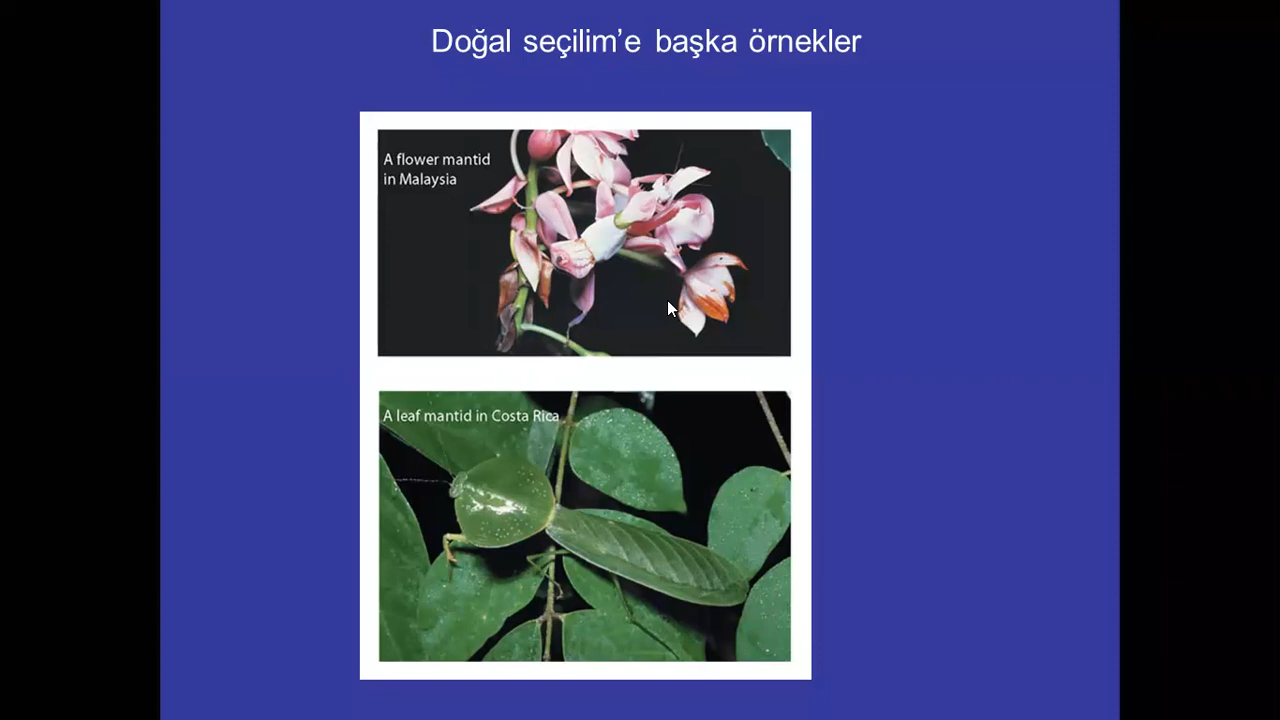 Doğal seçilim’e başka örnekler
A flower mantid
in Malaysia
A leaf mantid in Costa Rica